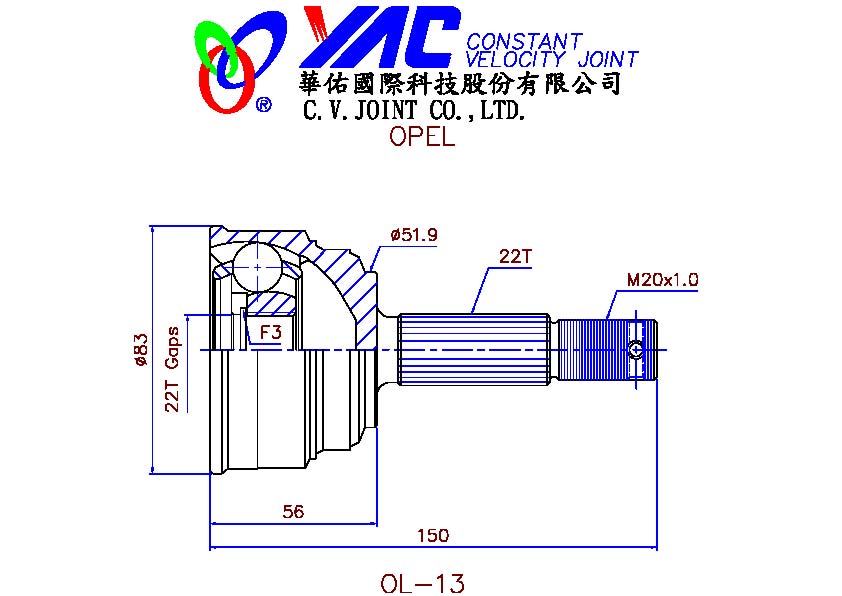 YAC CONSTANT
VELOCITY JOINT
®
華佑國際科技股份有限公司
C.V.JOINT CO.,LTD.
OPEL
ø51.9
22T
M20x1.0
F3
ø83
22T Gaps
56
150
OL-13